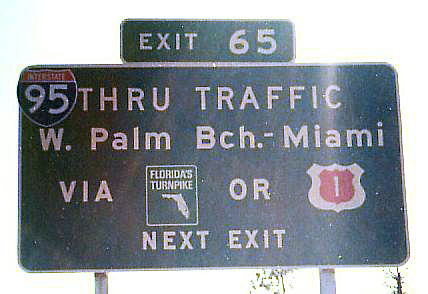 EXIT 65
INTERSTATE
95 THRU TRAFFIC
W. Palm Bch.-Miami
VIA FLORIDA'S TURNPIKE OR 1
NEXT EXIT